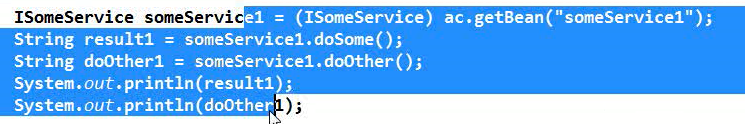 ISomeService someService1 = (ISomeService) ac.getBean("someService1");
String result1 = someService1.doSome();
String doOther1 = someService1.doOther();
System.out.println(result1);
System.out.println(doOther1);